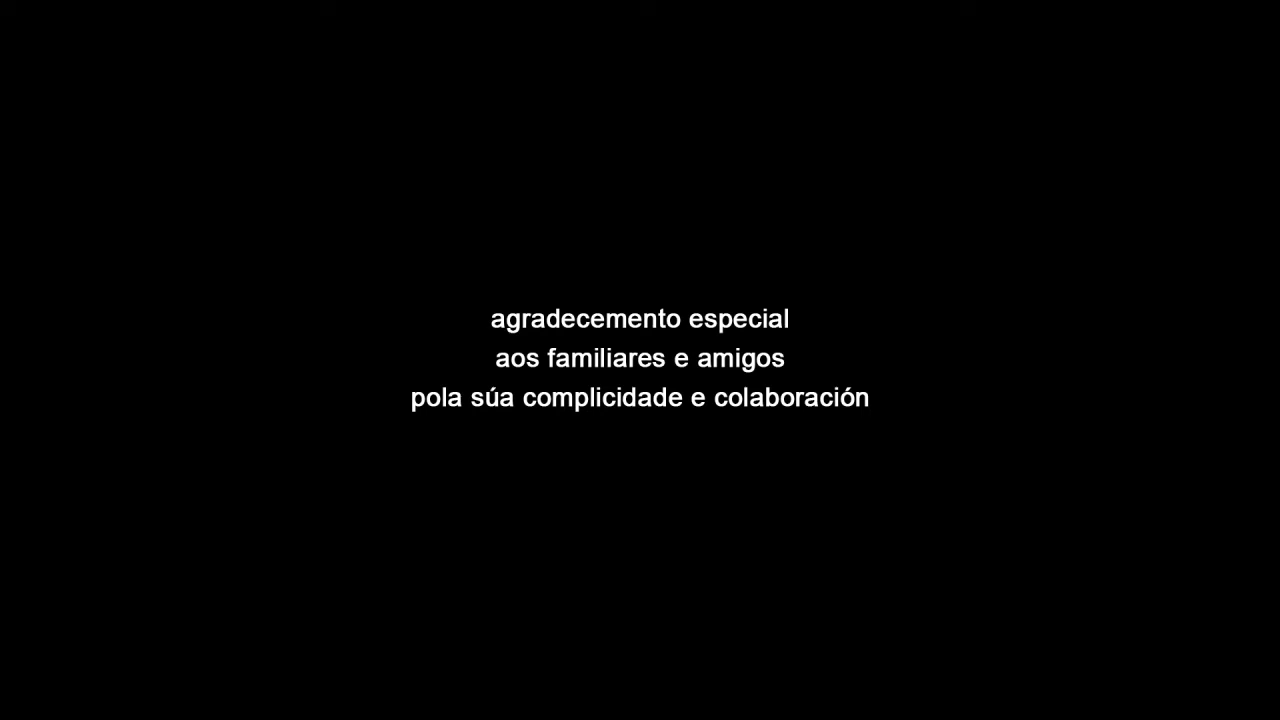 agradecemento especial
aos familiares e amigos
pola súa complicidade e colaboración